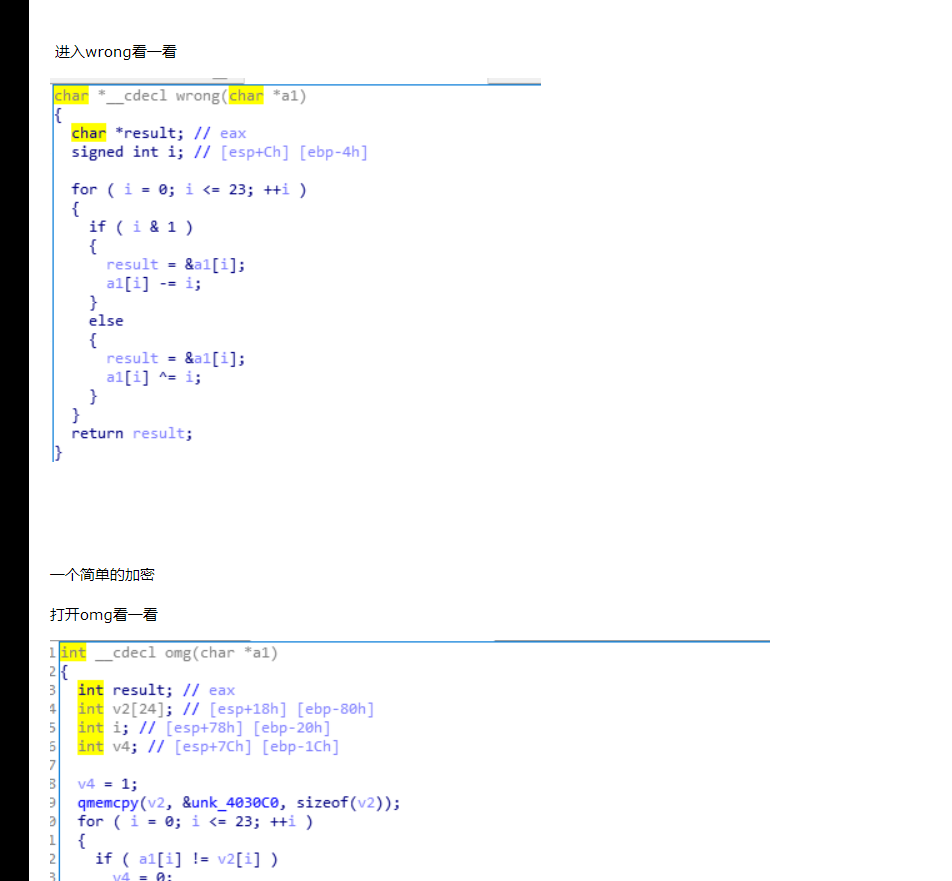 进入wrong看一看
char *__cdecl wrong(char *a1)
{
char *result; // eax
signed int i; // [esp+Ch] [ebp-4h]
for ( i = 0; i <= 23; ++i )
{
if ( i & 1 )
{
result = &a1[i];
a1[i] -= i;
}
else
{
result = &a1[i];
a1[i] ^= i;
}
}
return result;
}
一个简单的加密
打开omg看一看
1 int __cdecl omg(char *a1)
2 {
3 int result; // eax
4 int v2[24]; // [esp+18h] [ebp-80h]
5 int i; // [esp+78h] [ebp-20h]
6 int v4; // [esp+7Ch] [ebp-1Ch]
7
8 v4 = 1;
9 qmemcpy(v2, &unk_4030C0, sizeof(v2));
0 for ( i = 0; i <= 23; ++i )
1 {
2 if ( a1[i] != v2[i] )
3 v4 = 0;